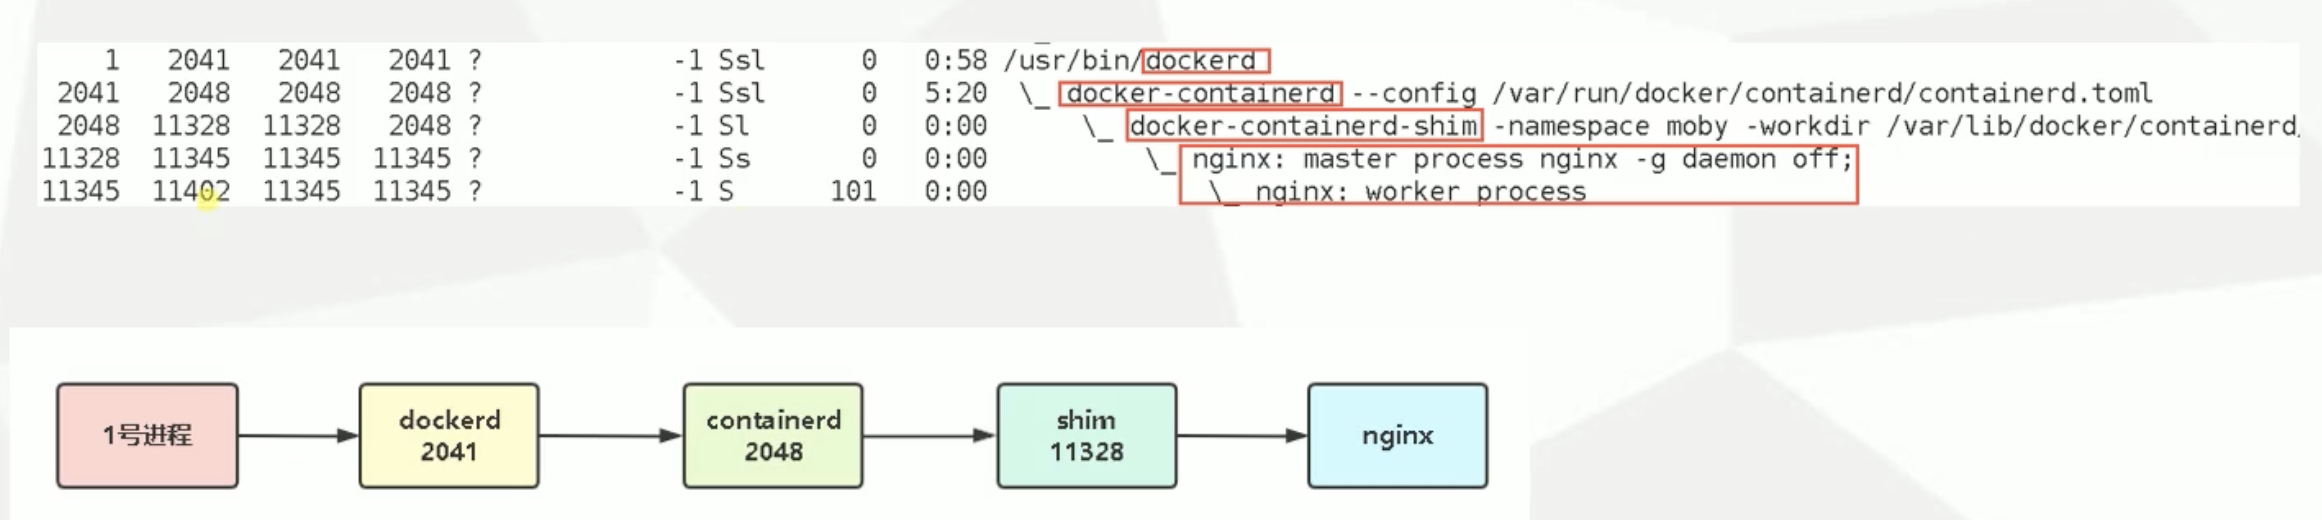 1 2041 2041 2041 ? -1 Ssl 0 0:58 /usr/bin/dockerd
2041 2048 2048 2048 ? -1 Ssl 0 5:20 \_ docker-containerd --config /var/run/docker/containerd/containerd.toml
2048 11328 11328 2048 ? -1 Sl 0 0:00 \_ docker-containerd-shim -namespace moby -workdir /var/lib/docker/containerd
11328 11345 11345 11345 ? -1 Ss 0 0:00 \_ nginx: master process nginx -g daemon off;
11345 11402 11345 11345 ? -1 S 101 0:00 \_ nginx: worker process
1号进程
dockerd
2041
containerd
2048
shim
11328
nginx